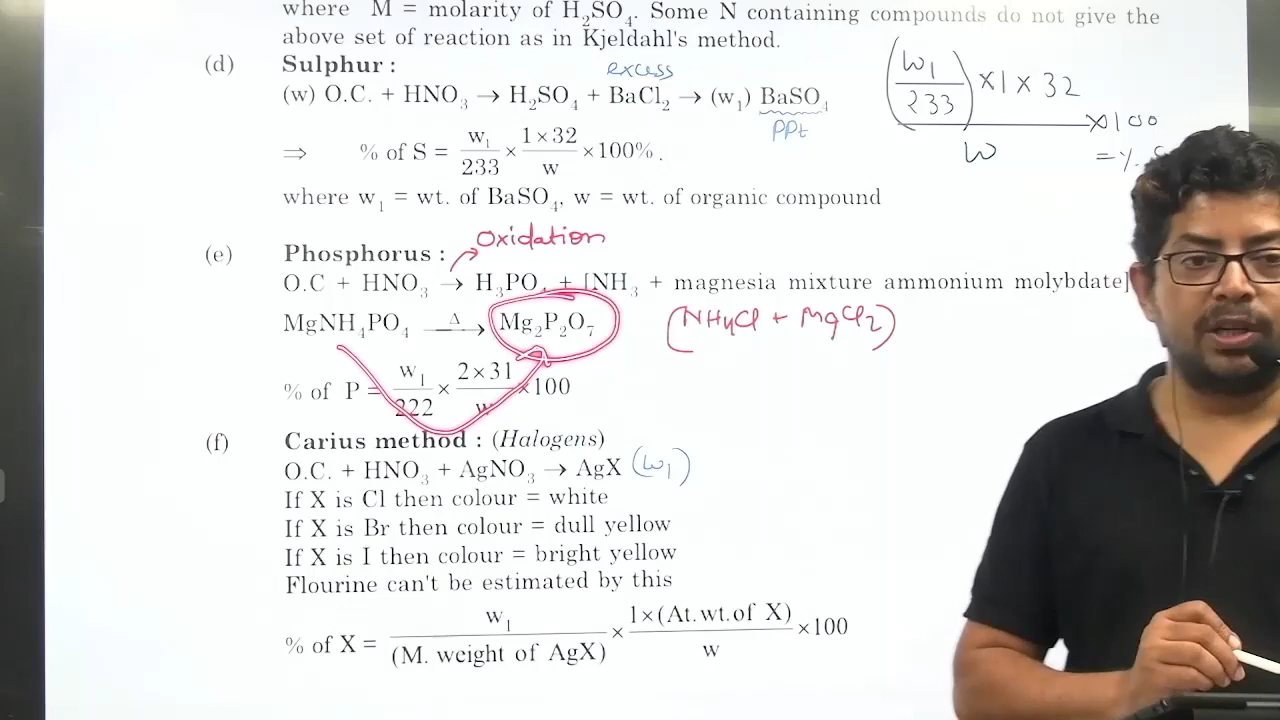 where M = molarity of H₂SO₄. Some N containing compounds do not give the
above set of reaction as in Kjeldahl's method.
(d) Sulphur :
excess
(w) O.C. + HNO₃ → H₂SO₄ + BaCl₂ → (w₁) BaSO₄
PPt
⇒ % of S = w₁/233 × 1×32/w ×100% .
where w₁ = wt. of BaSO₄, w = wt. of organic compound
(w₁/233) ×1×32
×100
w
= %.
(e) Phosphorus :
Oxidation
O.C + HNO₃ → H₃PO₄ + [NH₃ + magnesia mixture ammonium molybdate]
MgNH₄PO₄ —Δ→ Mg₂P₂O₇
(NH₄Cl + MgCl₂)
% of P = w₁/222 × 2×31/w ×100
(f) Carius method : (Halogens)
O.C. + HNO₃ + AgNO₃ → AgX (w₁)
If X is Cl then colour = white
If X is Br then colour = dull yellow
If X is I then colour = bright yellow
Flourine can't be estimated by this
% of X = w₁/(M. weight of AgX) × 1×(At.wt.of X)/w ×100